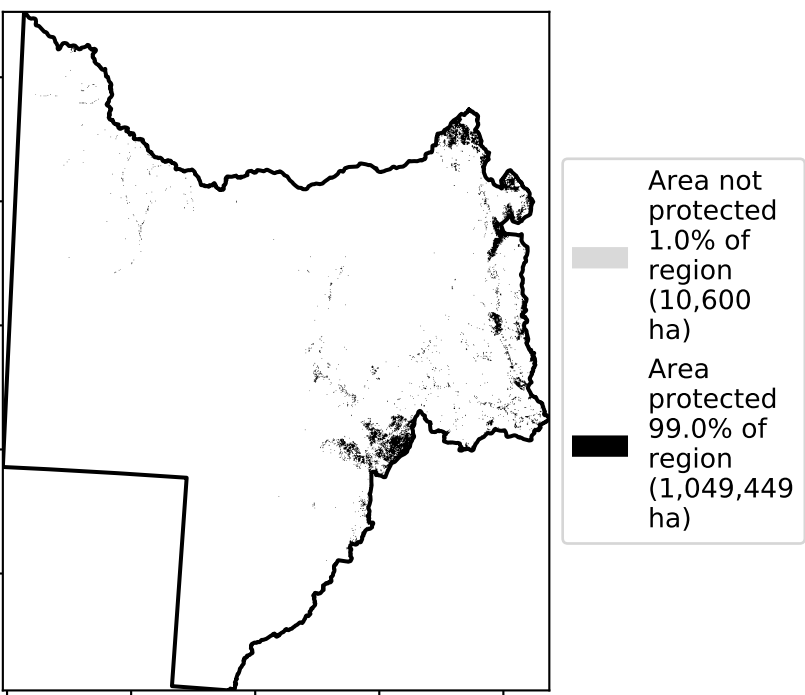 Area not
protected
1.0% of
region
(10,600
ha)
Area
protected
99.0% of
region
(1,049,449
ha)